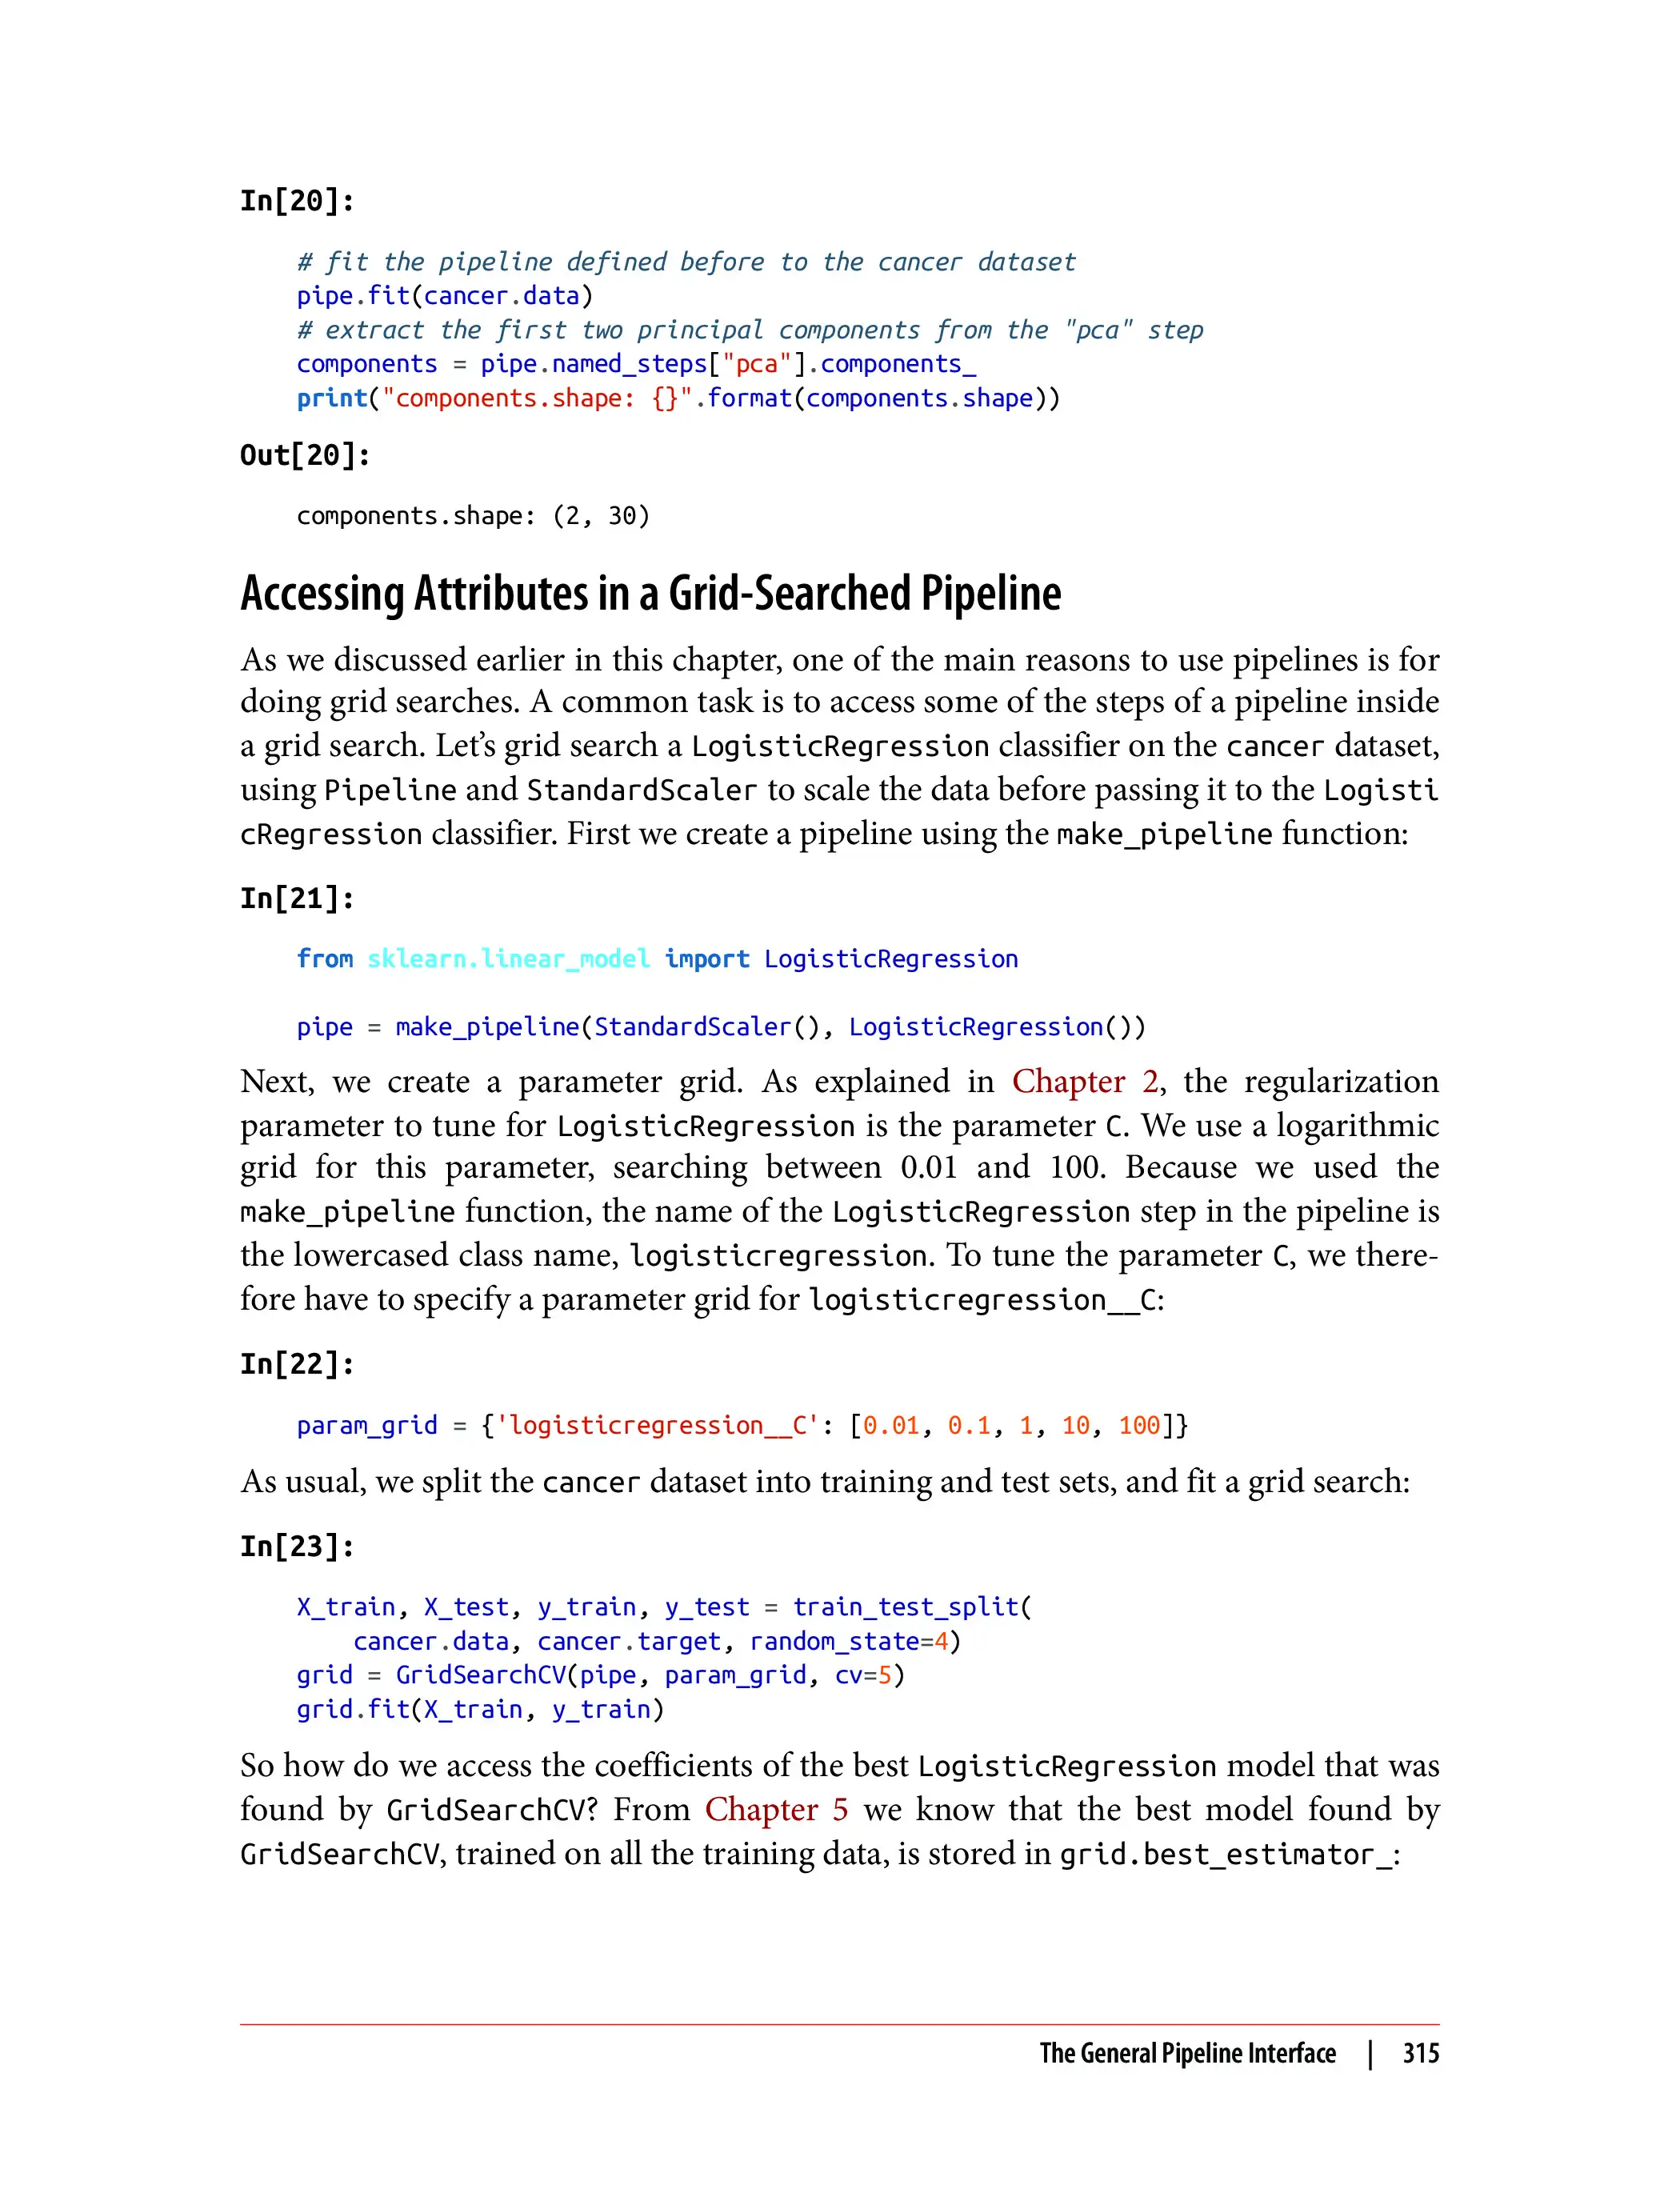 In[20]:
# fit the pipeline defined before to the cancer dataset
pipe.fit(cancer.data)
# extract the first two principal components from the "pca" step
components = pipe.named_steps["pca"].components_
print("components.shape: {}".format(components.shape))
Out[20]:
components.shape: (2, 30)
Accessing Attributes in a Grid-Searched Pipeline
As we discussed earlier in this chapter, one of the main reasons to use pipelines is for
doing grid searches. A common task is to access some of the steps of a pipeline inside
a grid search. Let’s grid search a LogisticRegression classifier on the cancer dataset,
using Pipeline and StandardScaler to scale the data before passing it to the Logisti
cRegression classifier. First we create a pipeline using the make_pipeline function:
In[21]:
from sklearn.linear_model import LogisticRegression
pipe = make_pipeline(StandardScaler(), LogisticRegression())
Next, we create a parameter grid. As explained in Chapter 2, the regularization
parameter to tune for LogisticRegression is the parameter C. We use a logarithmic
grid for this parameter, searching between 0.01 and 100. Because we used the
make_pipeline function, the name of the LogisticRegression step in the pipeline is
the lowercased class name, logisticregression. To tune the parameter C, we there-
fore have to specify a parameter grid for logisticregression__C:
In[22]:
param_grid = {'logisticregression__C': [0.01, 0.1, 1, 10, 100]}
As usual, we split the cancer dataset into training and test sets, and fit a grid search:
In[23]:
X_train, X_test, y_train, y_test = train_test_split(
cancer.data, cancer.target, random_state=4)
grid = GridSearchCV(pipe, param_grid, cv=5)
grid.fit(X_train, y_train)
So how do we access the coefficients of the best LogisticRegression model that was
found by GridSearchCV? From Chapter 5 we know that the best model found by
GridSearchCV, trained on all the training data, is stored in grid.best_estimator_:
The General Pipeline Interface | 315